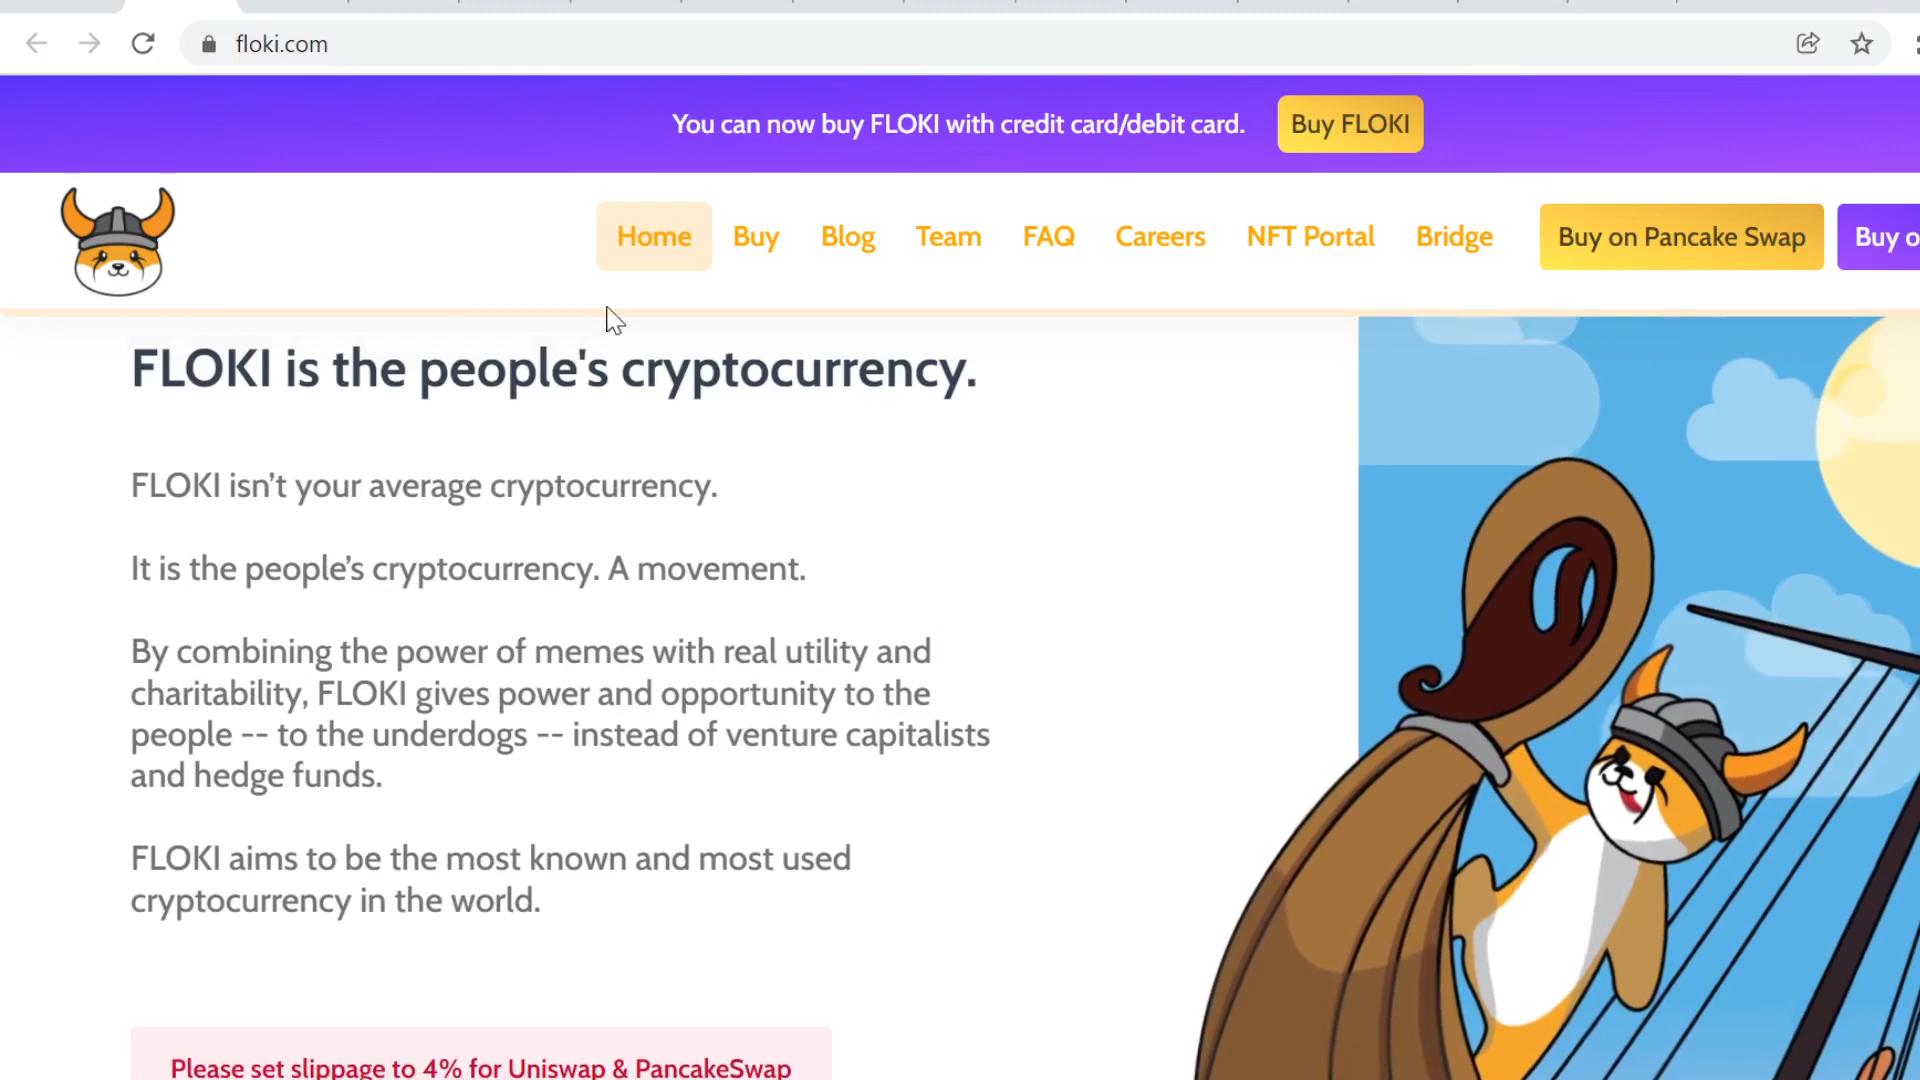 floki.com
You can now buy FLOKI with credit card/debit card.
Buy FLOKI
Home Buy Blog Team FAQ Careers NFT Portal Bridge Buy on Pancake Swap Buy o
FLOKI is the people's cryptocurrency.
FLOKI isn’t your average cryptocurrency.
It is the people’s cryptocurrency. A movement.
By combining the power of memes with real utility and
charitability, FLOKI gives power and opportunity to the
people -- to the underdogs -- instead of venture capitalists
and hedge funds.
FLOKI aims to be the most known and most used
cryptocurrency in the world.
Please set slippage to 4% for Uniswap & PancakeSwap